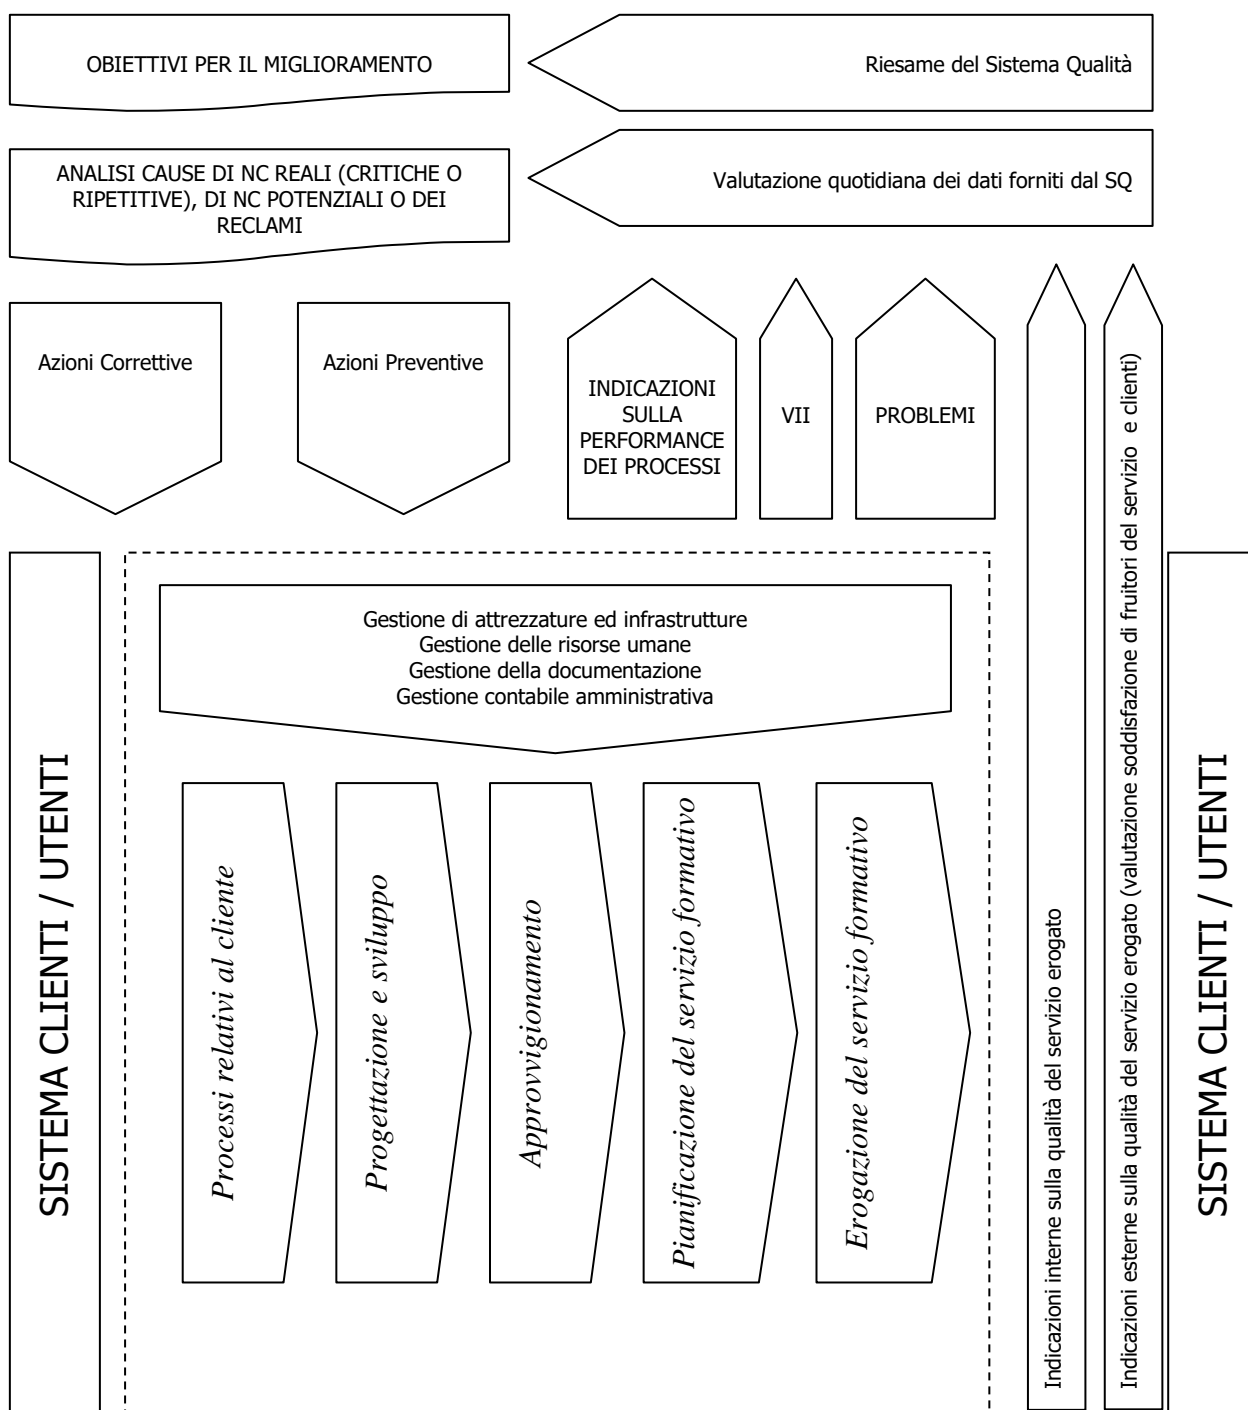 OBIETTIVI PER IL MIGLIORAMENTO
Riesame del Sistema Qualità
ANALISI CAUSE DI NC REALI (CRITICHE O
RIPETITIVE), DI NC POTENZIALI O DEI
RECLAMI
Valutazione quotidiana dei dati forniti dal SQ
Azioni Correttive
Azioni Preventive
INDICAZIONI
SULLA
PERFORMANCE
DEI PROCESSI
VII
PROBLEMI
SISTEMA CLIENTI / UTENTI
Gestione di attrezzature ed infrastrutture
Gestione delle risorse umane
Gestione della documentazione
Gestione contabile amministrativa
Processi relativi al cliente
Progettazione e sviluppo
Approvvigionamento
Pianificazione del servizio formativo
Erogazione del servizio formativo
Indicazioni interne sulla qualità del servizio erogato
Indicazioni esterne sulla qualità del servizio erogato (valutazione soddisfazione di fruitori del servizio e clienti)
SISTEMA CLIENTI / UTENTI